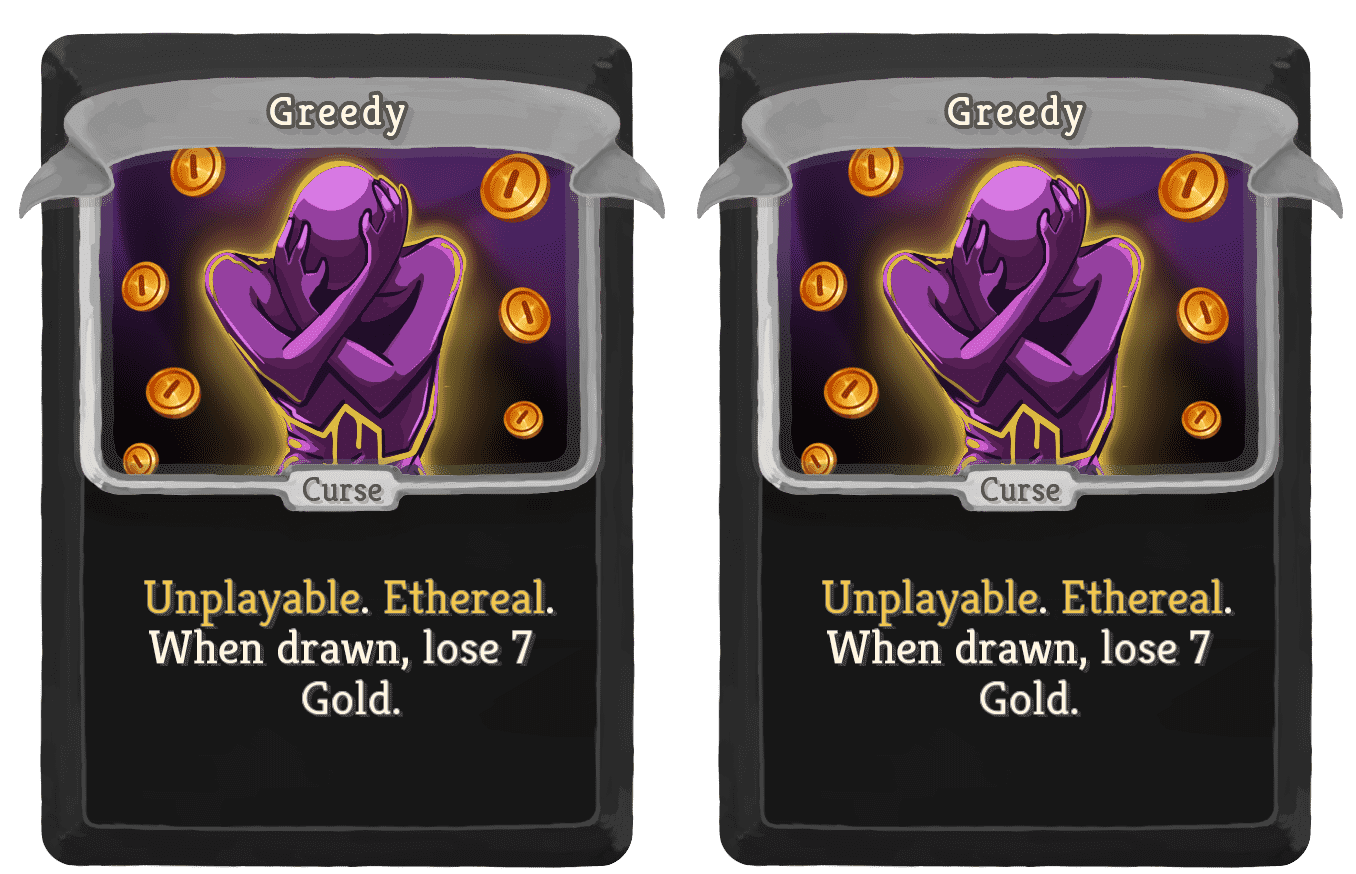 Greedy
Curse
Unplayable. Ethereal.
When drawn, lose 7
Gold.
Greedy
Curse
Unplayable. Ethereal.
When drawn, lose 7
Gold.